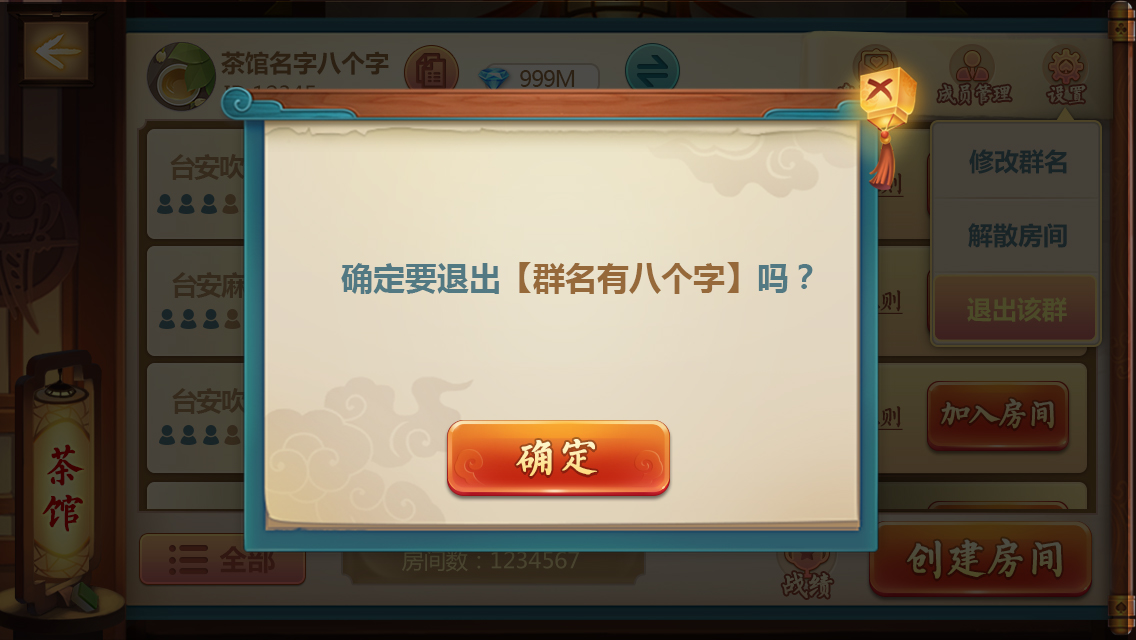 茶馆名字八个字
999M
成员管理
设置
修改群名
解散房间
退出该群
台安吹
则
台安麻
则
台安吹
则
加入房间
确定要退出【群名有八个字】吗？
确定
茶馆
全部
房间数：1234567
战绩
创建房间